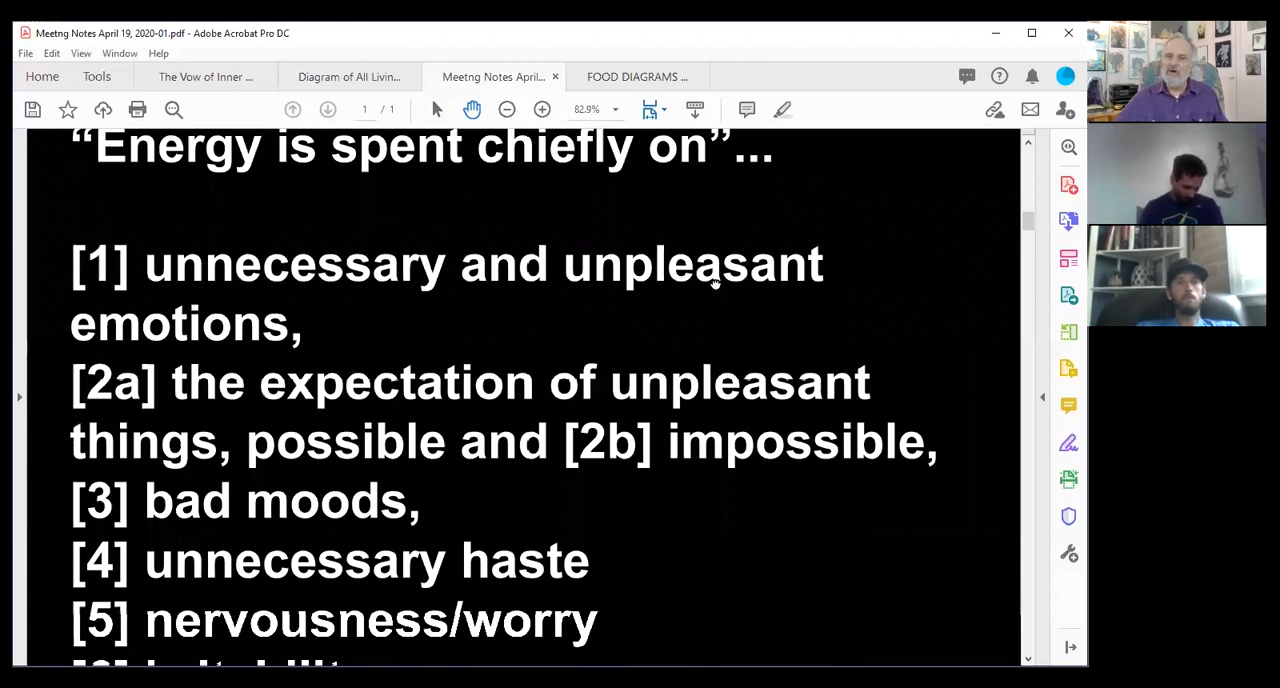 Meetng Notes April 19, 2020-01.pdf - Adobe Acrobat Pro DC
File Edit View Window Help
Home Tools The Vow of Inner ... Diagram of All Livin... Meetng Notes April... × FOOD DIAGRAMS ...
1 / 1 82.9%
“Energy is spent chiefly on”...
[1] unnecessary and unpleasant
emotions,
[2a] the expectation of unpleasant
things, possible and [2b] impossible,
[3] bad moods,
[4] unnecessary haste
[5] nervousness/worry